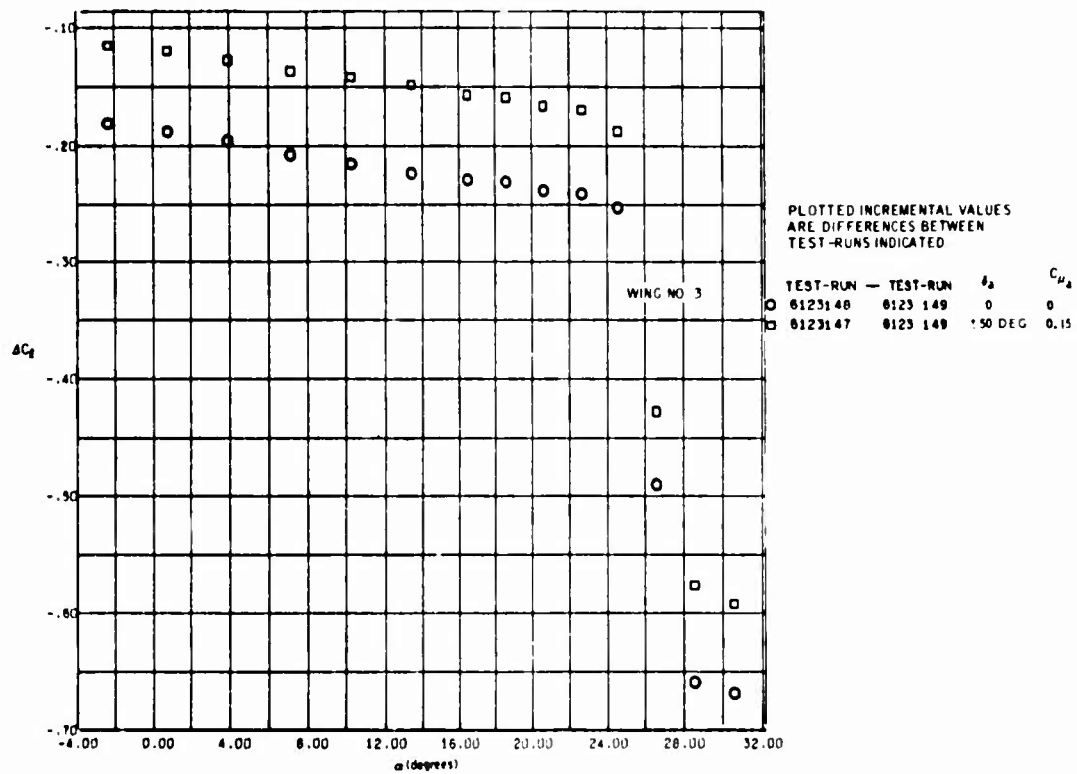 -.10
-.20
-.30
-.40
-.50
-.60
-.70
ΔCℓ
-4.00 0.00 4.00 8.00 12.00 16.00 20.00 24.00 28.00 32.00
α (degrees)
WING NO 3
PLOTTED INCREMENTAL VALUES
ARE DIFFERENCES BETWEEN
TEST-RUNS INDICATED
TEST-RUN — TEST-RUN δa Cμa
6123148 6123 149 0 0
6123147 6123 149 50 DEG 0.15